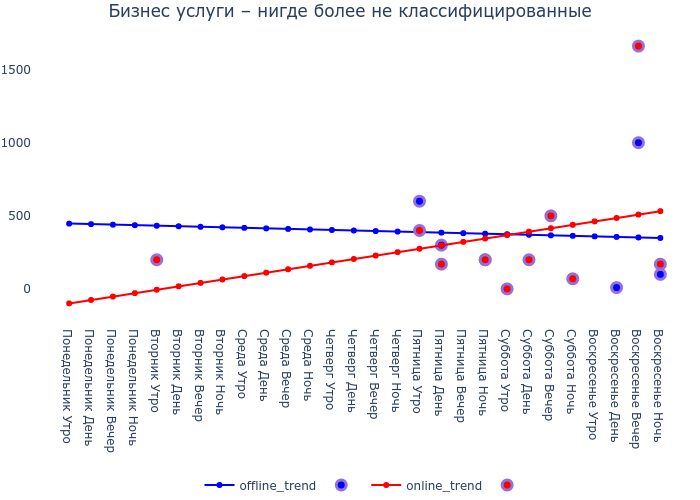 Бизнес услуги – нигде более не классифицированные
1500
1000
500
0
Понедельник Утро
Понедельник День
Понедельник Вечер
Понедельник Ночь
Вторник Утро
Вторник День
Вторник Вечер
Вторник Ночь
Среда Утро
Среда День
Среда Вечер
Среда Ночь
Четверг Утро
Четверг День
Четверг Вечер
Четверг Ночь
Пятница Утро
Пятница День
Пятница Вечер
Пятница Ночь
Суббота Утро
Суббота День
Суббота Вечер
Суббота Ночь
Воскресенье Утро
Воскресенье День
Воскресенье Вечер
Воскресенье Ночь
offline_trend
online_trend